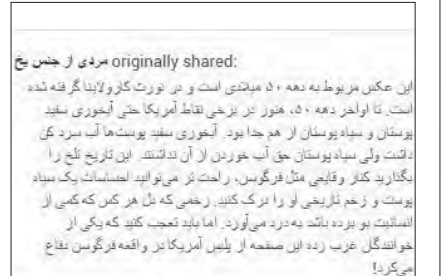 مردی از جنس یخ originally shared:
این عکس مربوط به دهه ۵۰ میلادی است و در نورث کارولاینا گرفته شده
است. تا اواخر دهه ۵۰، هنوز در برخی نقاط آمریکا حتی آبخوری سفید
پوستان و سیاه پوستان از هم جدا بود. آبخوری سفید پوست‌ها آب سرد کن
داشت ولی سیاه پوستان حق آب خوردن از آن نداشتند. این تاریخ تلخ را
بگذارید کنار وقایعی مثل فرگوسن، راحت تر می‌توانید احساسات یک سیاه
پوست و زخم تاریخی او را درک کنید. زخمی که دل هر کس که کمی از
انسانیت بو برده باشد به درد می‌آورد. اما باید تعجب کنید که یکی از
خوانندگان غرب زده این صفحه از پلیس آمریکا در واقعه فرگوسن دفاع
می‌کرد!